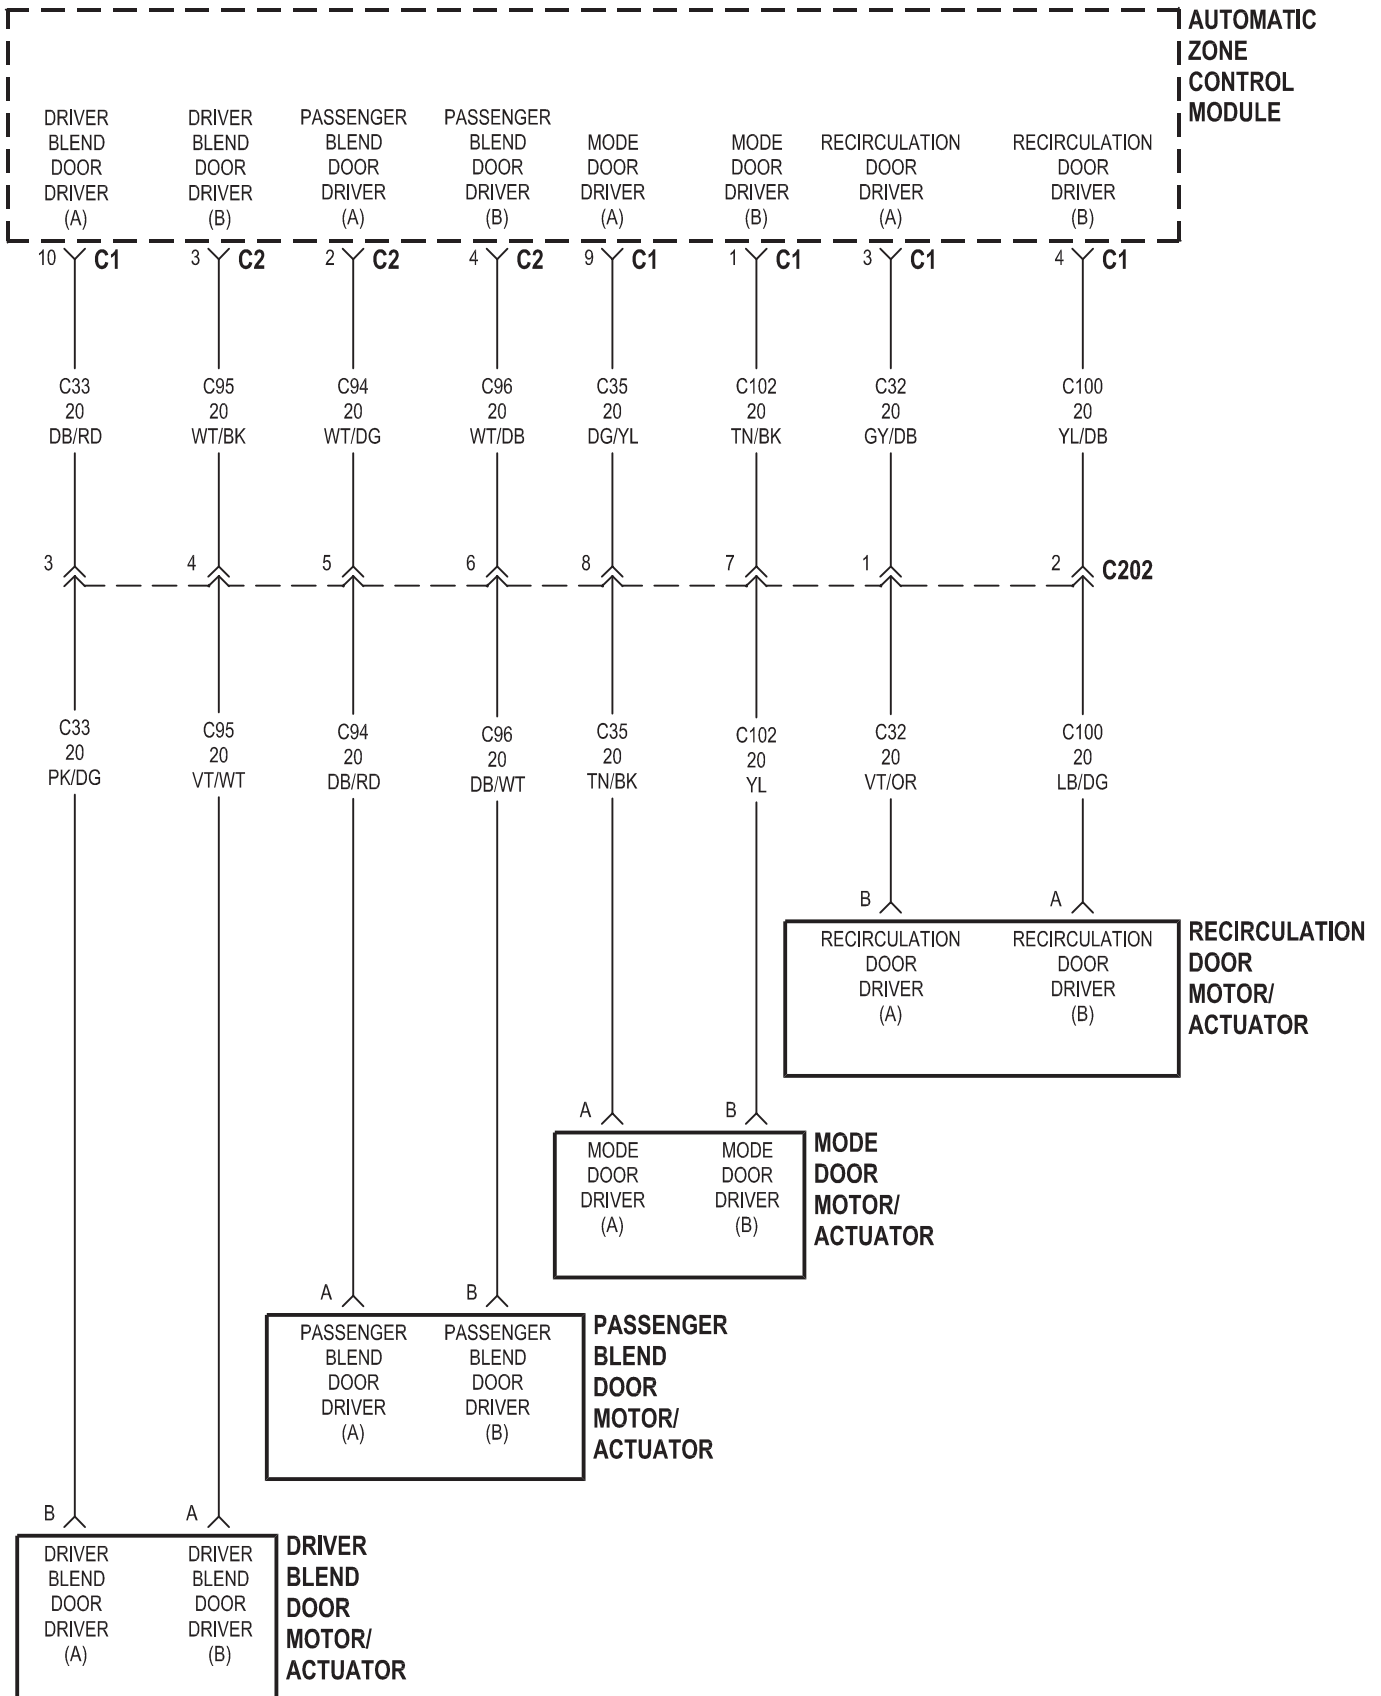 AUTOMATIC
ZONE
CONTROL
MODULE
DRIVER
BLEND
DOOR
DRIVER
(A)
DRIVER
BLEND
DOOR
DRIVER
(B)
PASSENGER
BLEND
DOOR
DRIVER
(A)
PASSENGER
BLEND
DOOR
DRIVER
(B)
MODE
DOOR
DRIVER
(A)
MODE
DOOR
DRIVER
(B)
RECIRCULATION
DOOR
DRIVER
(A)
RECIRCULATION
DOOR
DRIVER
(B)
10 C1
3 C2
2 C2
4 C2
9 C1
1 C1
3 C1
4 C1
C33
20
DB/RD
C95
20
WT/BK
C94
20
WT/DG
C96
20
WT/DB
C35
20
DG/YL
C102
20
TN/BK
C32
20
GY/DB
C100
20
YL/DB
3
4
5
6
8
7
1
2
C202
C33
20
PK/DG
C95
20
VT/WT
C94
20
DB/RD
C96
20
DB/WT
C35
20
TN/BK
C102
20
YL
C32
20
VT/OR
C100
20
LB/DG
B
A
RECIRCULATION
DOOR
DRIVER
(A)
RECIRCULATION
DOOR
DRIVER
(B)
RECIRCULATION
DOOR
MOTOR/
ACTUATOR
A
B
MODE
DOOR
DRIVER
(A)
MODE
DOOR
DRIVER
(B)
MODE
DOOR
MOTOR/
ACTUATOR
A
B
PASSENGER
BLEND
DOOR
DRIVER
(A)
PASSENGER
BLEND
DOOR
DRIVER
(B)
PASSENGER
BLEND
DOOR
MOTOR/
ACTUATOR
B
A
DRIVER
BLEND
DOOR
DRIVER
(A)
DRIVER
BLEND
DOOR
DRIVER
(B)
DRIVER
BLEND
DOOR
MOTOR/
ACTUATOR